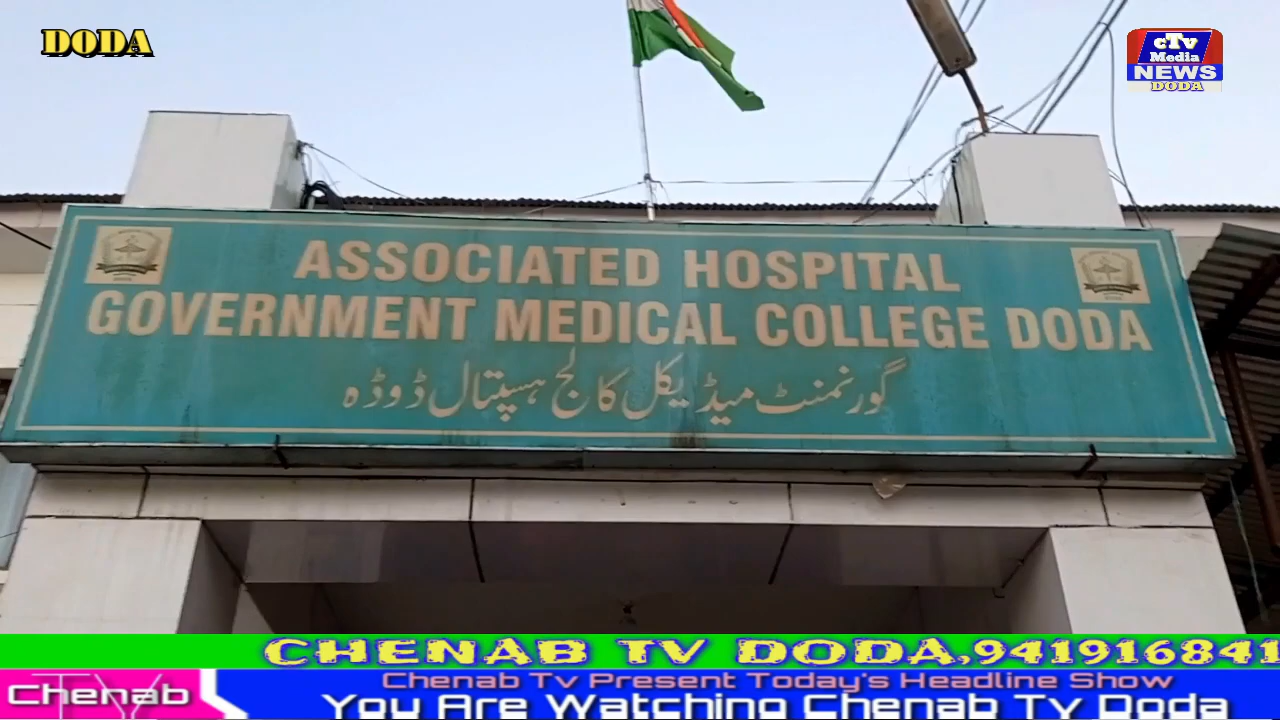 DODA
cTv
Media
NEWS
DODA
ASSOCIATED HOSPITAL
GOVERNMENT MEDICAL COLLEGE DODA
گورنمنٹ میڈیکل کالج ہسپتال ڈوڈہ
CHENAB TV DODA,941916841
Chenab Tv Present Today's Headline Show
Chenab
TV
You Are Watching Chenab Tv Doda